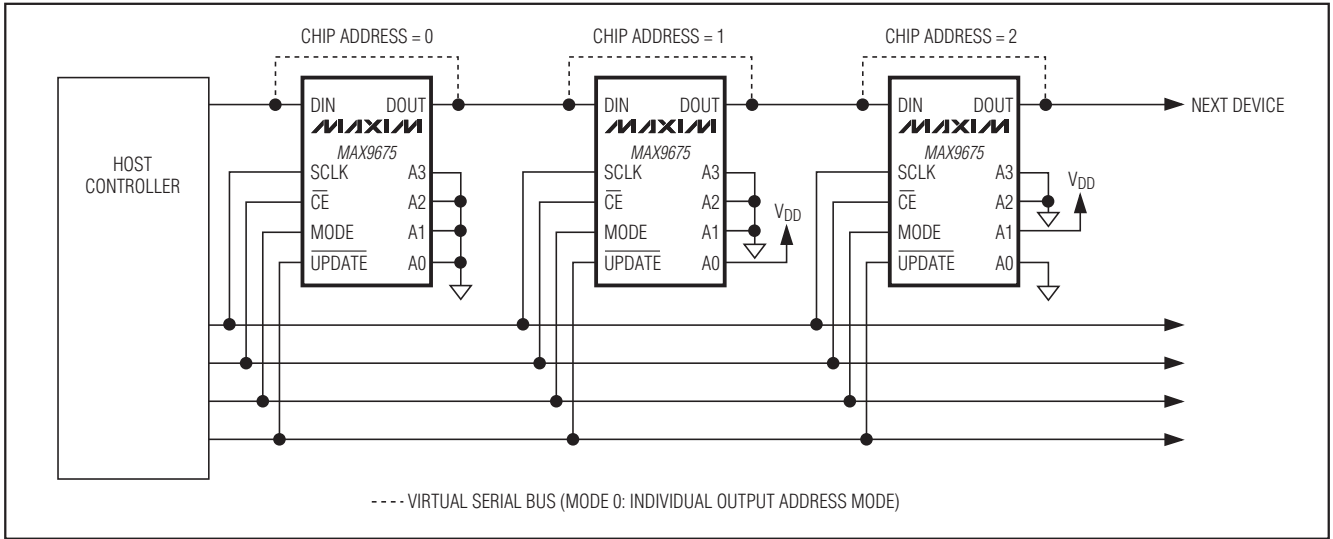 CHIP ADDRESS = 0
CHIP ADDRESS = 1
CHIP ADDRESS = 2
HOST
CONTROLLER
DIN DOUT
MAXIM
MAX9675
SCLK A3
CE A2
MODE A1
UPDATE A0
DIN DOUT
MAXIM
MAX9675
SCLK A3
CE A2
MODE A1
UPDATE A0
VDD
DIN DOUT
MAXIM
MAX9675
SCLK A3
CE A2
MODE A1
UPDATE A0
VDD
NEXT DEVICE
---- VIRTUAL SERIAL BUS (MODE 0: INDIVIDUAL OUTPUT ADDRESS MODE)